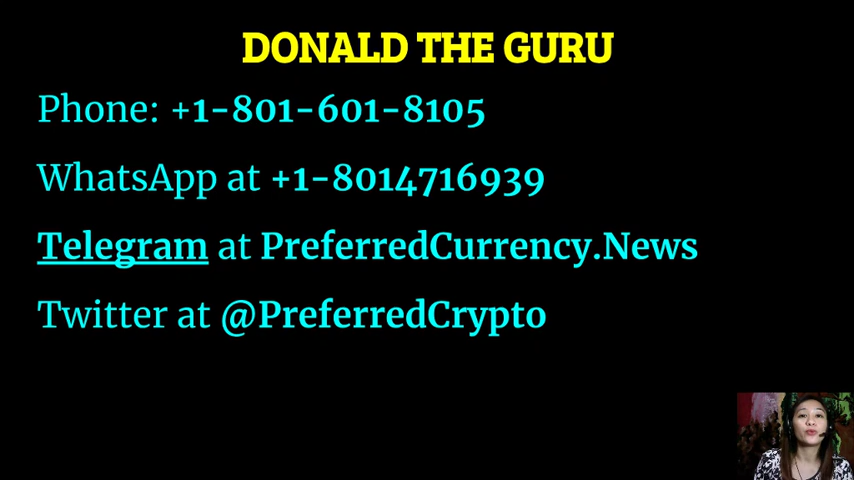 DONALD THE GURU
Phone: +1-801-601-8105
WhatsApp at +1-8014716939
Telegram at PreferredCurrency.News
Twitter at @PreferredCrypto